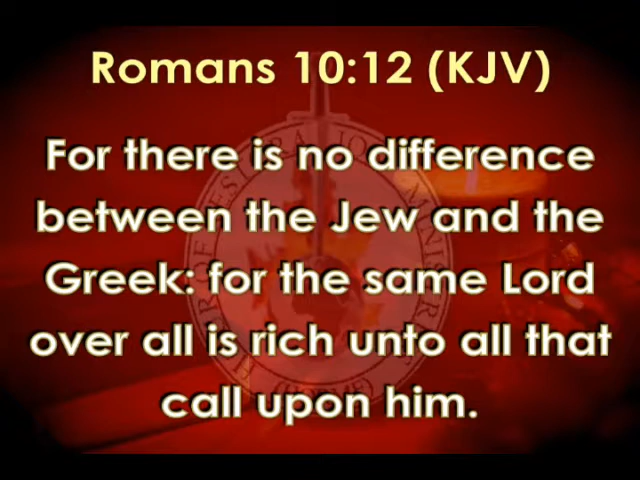 Romans 10:12 (KJV)
For there is no difference
between the Jew and the
Greek: for the same Lord
over all is rich unto all that
call upon him.